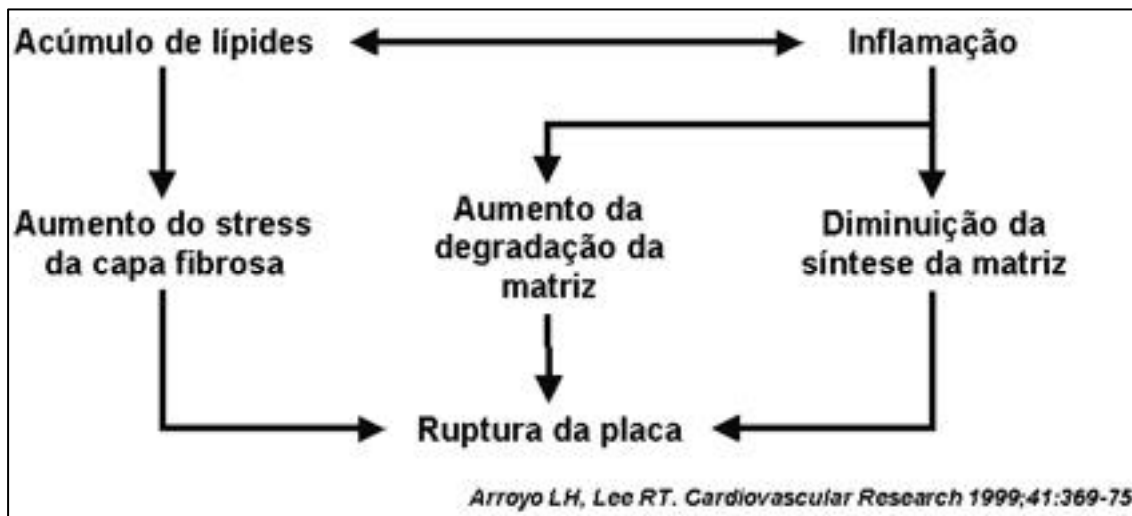 Acúmulo de lípides
Inflamação
Aumento do stress
da capa fibrosa
Aumento da
degradação da
matriz
Diminuição da
síntese da matriz
Ruptura da placa
Arroyo LH, Lee RT. Cardiovascular Research 1999;41:369-75